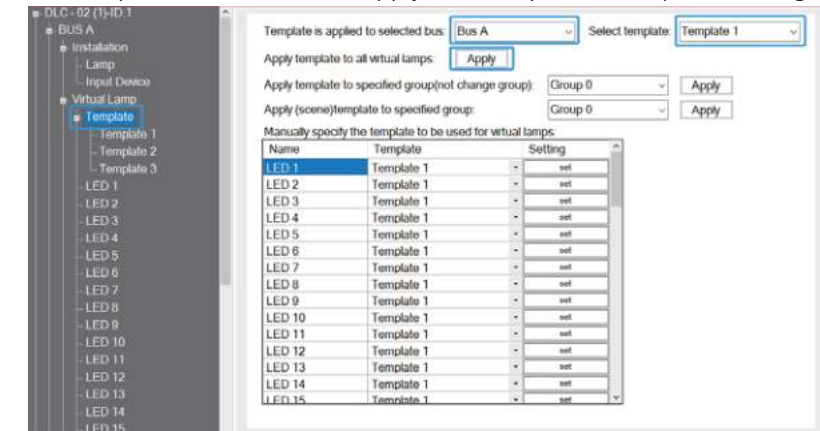 DLC - 02 (1)-ID:1
BUS A
Installation
Lamp
Input Device
Virtual Lamp
Template
Template 1
Template 2
Template 3
LED 1
LED 2
LED 3
LED 4
LED 5
LED 6
LED 7
LED 8
LED 9
LED 10
LED 11
LED 12
LED 13
LED 14
LED 15
Template is applied to selected bus: Bus A Select template: Template 1
Apply template to all virtual lamps: Apply
Apply template to specified group(not change group): Group 0 Apply
Apply (scene)template to specified group: Group 0 Apply
Manually specify the template to be used for virtual lamps:
Name Template Setting
LED 1 Template 1 set
LED 2 Template 1 set
LED 3 Template 1 set
LED 4 Template 1 set
LED 5 Template 1 set
LED 6 Template 1 set
LED 7 Template 1 set
LED 8 Template 1 set
LED 9 Template 1 set
LED 10 Template 1 set
LED 11 Template 1 set
LED 12 Template 1 set
LED 13 Template 1 set
LED 14 Template 1 set
LED 15 Template 1 set